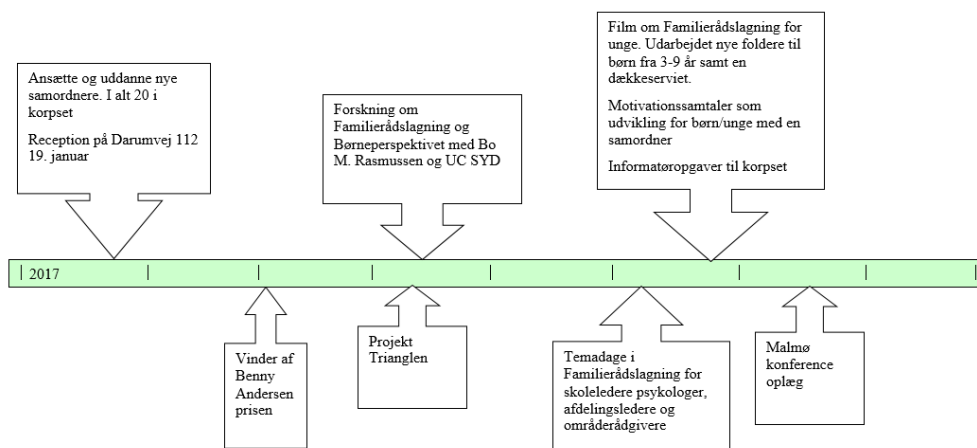 Ansætte og uddanne nye
samordnere. I alt 20 i
korpset
Reception på Darumvej 112
19. januar
Forskning om
Familierådslagning og
Børneperspektivet med Bo
M. Rasmussen og UC SYD
Film om Familierådslagning for
unge. Udarbejdet nye foldere til
børn fra 3-9 år samt en
dækkeserviet.
Motivationssamtaler som
udvikling for børn/unge med en
samordner
Informatøropgaver til korpset
2017
Vinder af
Benny
Andersen
prisen
Projekt
Trianglen
Temadage i
Familierådslagning for
skoleledere psykologer,
afdelingsledere og
områderådgivere
Malmø
konference
oplæg